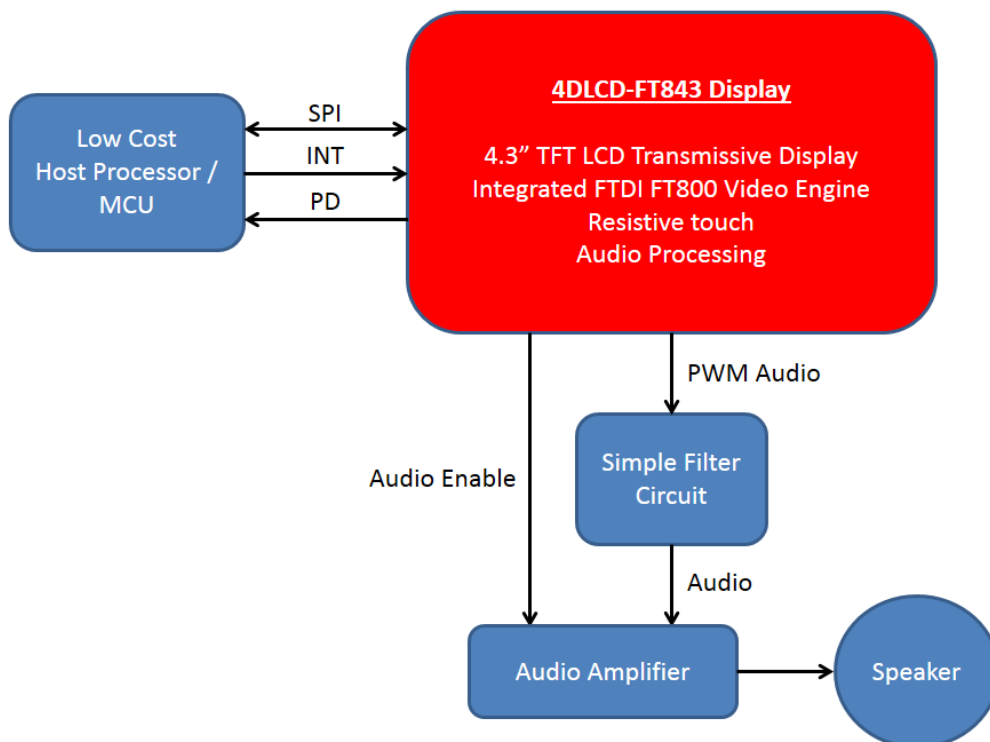 4DLCD-FT843 Display
4.3” TFT LCD Transmissive Display
Integrated FTDI FT800 Video Engine
Resistive touch
Audio Processing
Low Cost
Host Processor /
MCU
SPI
INT
PD
PWM Audio
Audio Enable
Simple Filter
Circuit
Audio
Audio Amplifier
Speaker